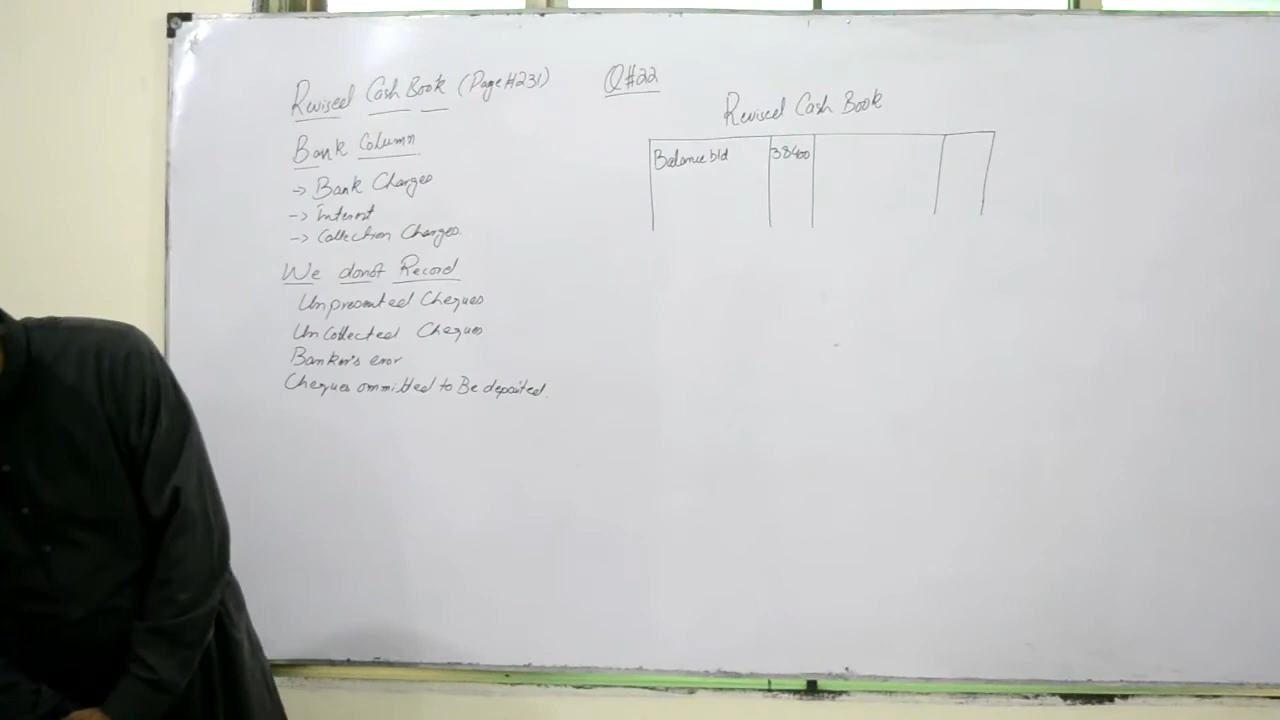 Revised Cash Book (Page#231)
Bank Column
-> Bank Charges
-> Interest
-> Collection Charges.
We donot Record
Unpresented Cheques
UnCollected Cheques
Banker's error
Cheques ommitted to Be deposited.
Q#22
Revised Cash Book
Balance b/d 38400